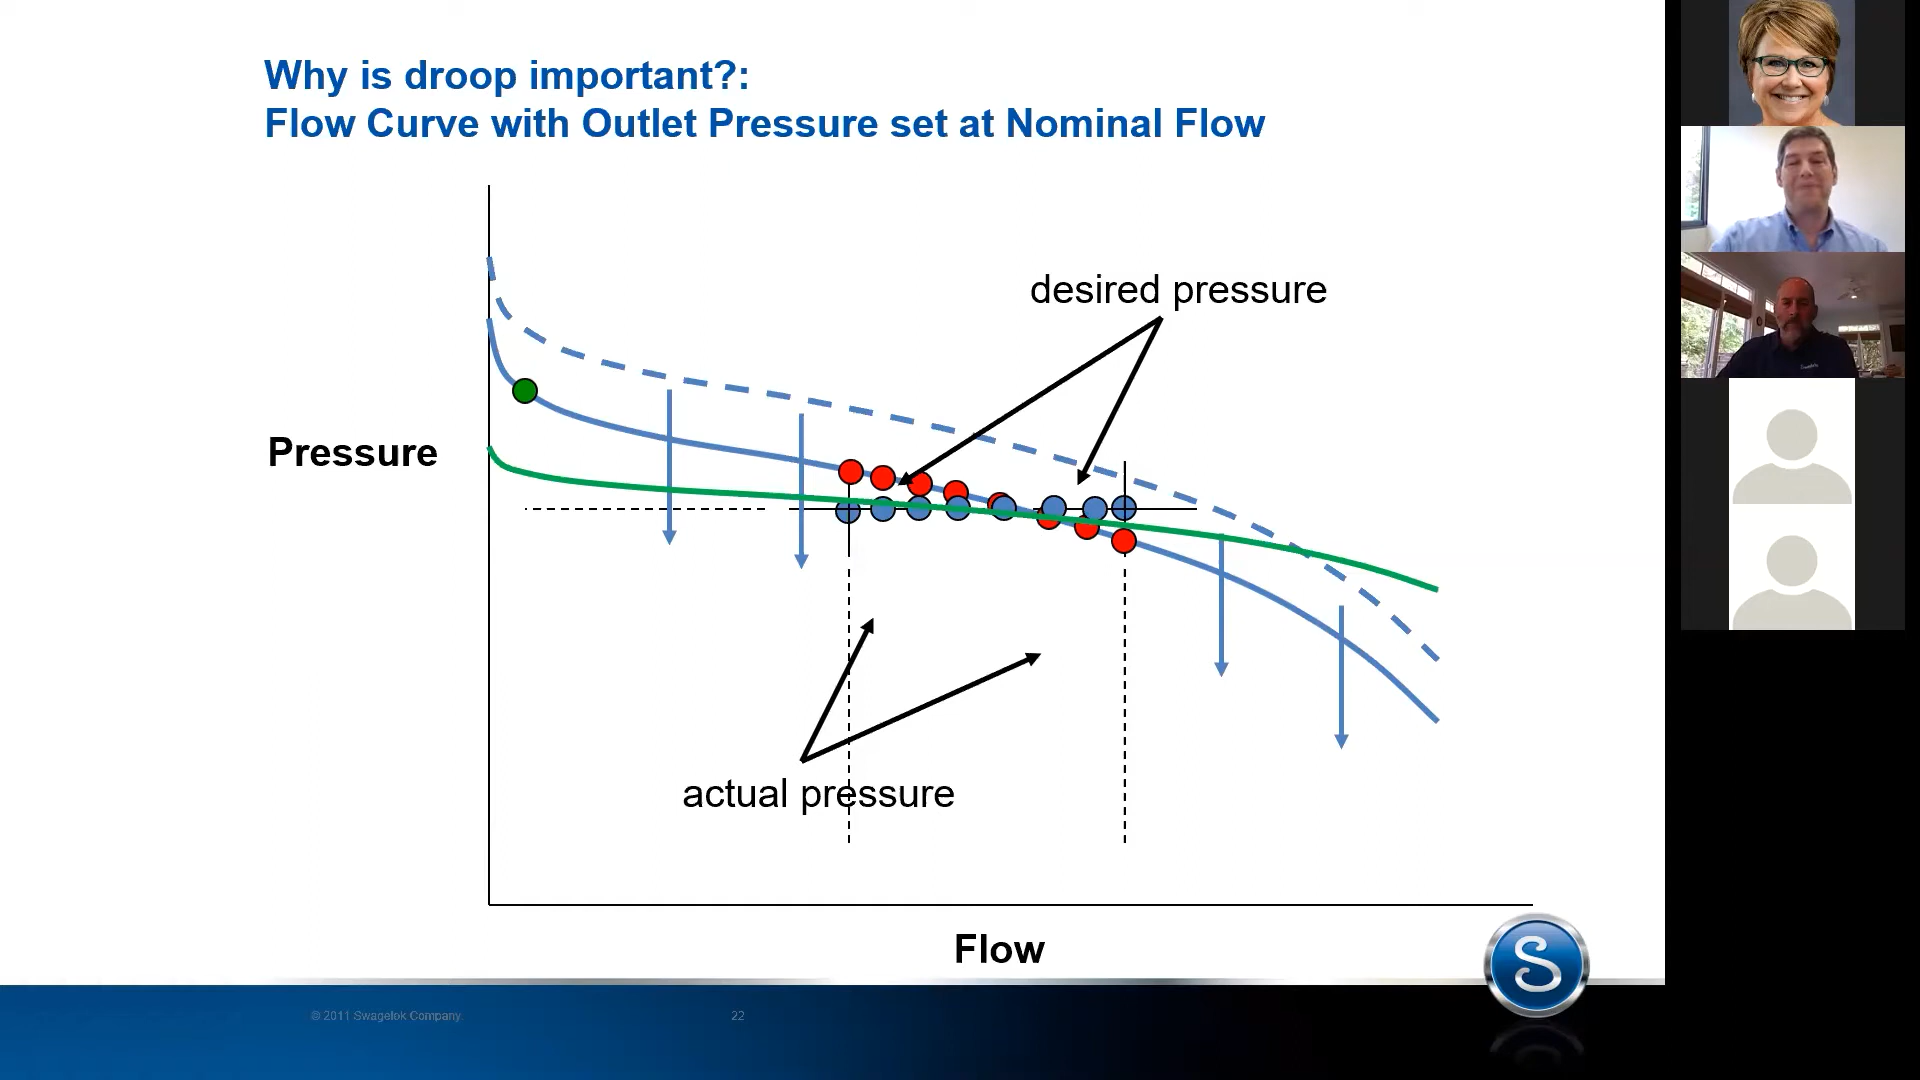 Why is droop important?:
Flow Curve with Outlet Pressure set at Nominal Flow
desired pressure
Pressure
actual pressure
Flow
S
© 2011 Swagelok Company.
22